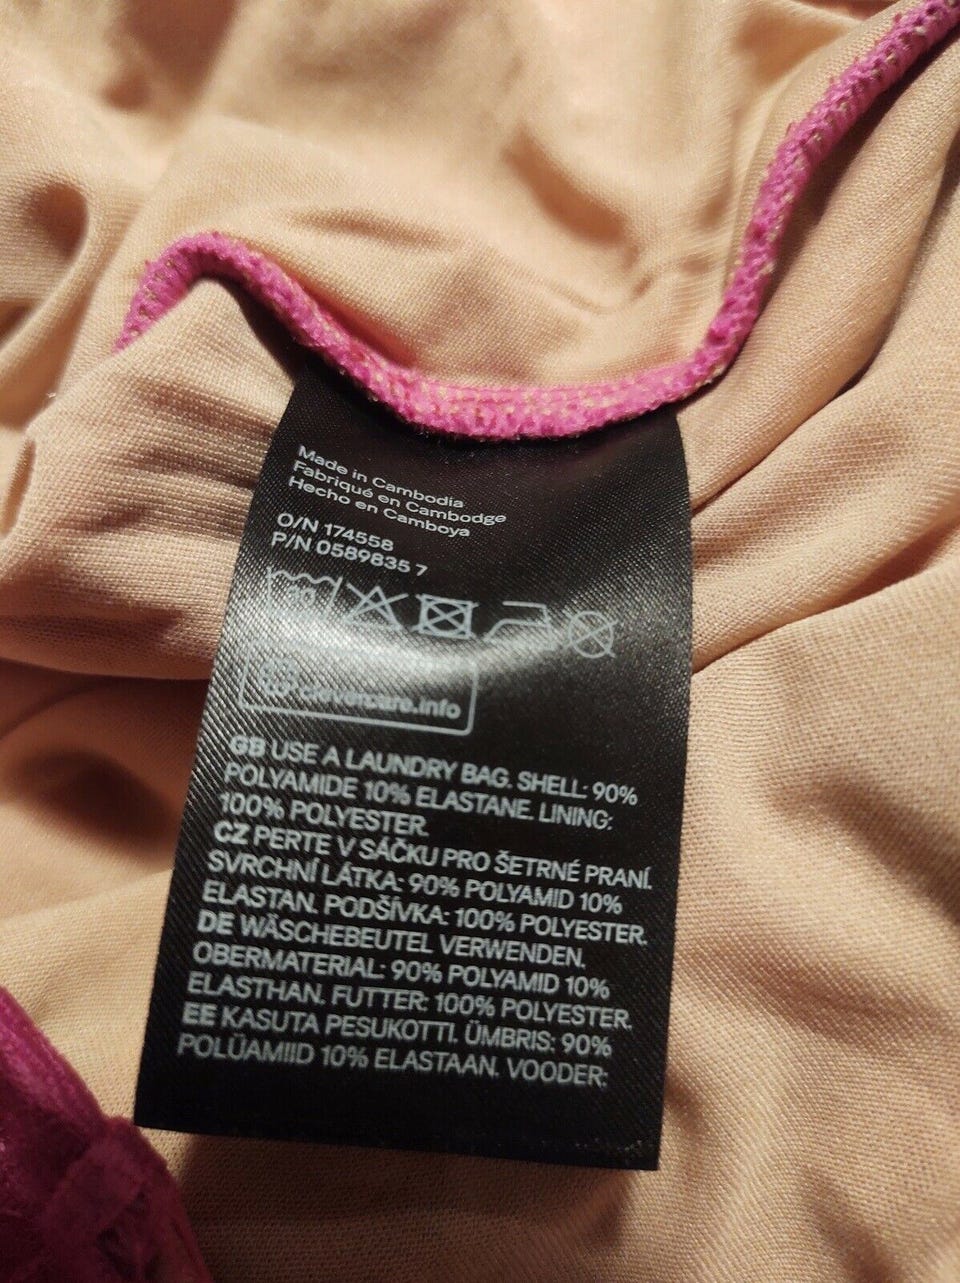 Made in Cambodia
Fabriqué en Cambodge
Hecho en Camboya
O/N 174558
P/N 0589835 7
30
clevercare.info
GB USE A LAUNDRY BAG. SHELL: 90%
POLYAMIDE 10% ELASTANE. LINING:
100% POLYESTER.
CZ PERTE V SÁČKU PRO ŠETRNÉ PRANÍ.
SVRCHNÍ LÁTKA: 90% POLYAMID 10%
ELASTAN. PODŠÍVKA: 100% POLYESTER.
DE WÄSCHEBEUTEL VERWENDEN.
OBERMATERIAL: 90% POLYAMID 10%
ELASTHAN. FUTTER: 100% POLYESTER.
EE KASUTA PESUKOTTI. ÜMBRIS: 90%
POLÜAMIID 10% ELASTAAN. VOODER: